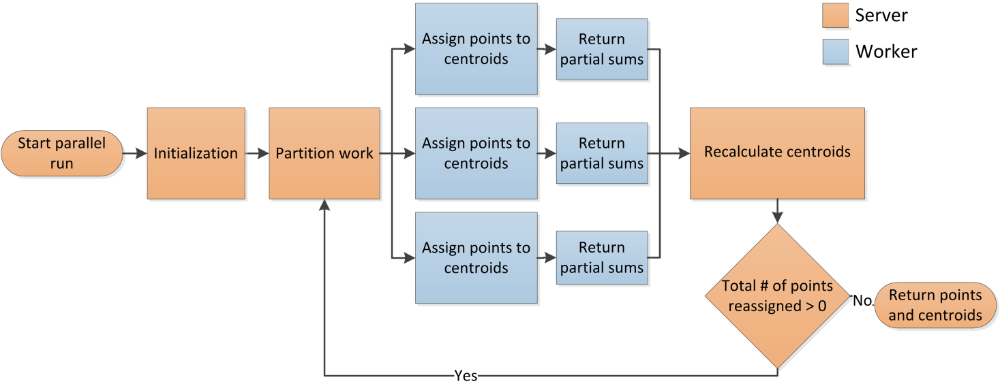 Server
Worker
Start parallel
run
Initialization
Partition work
Assign points to
centroids
Return
partial sums
Assign points to
centroids
Return
partial sums
Assign points to
centroids
Return
partial sums
Recalculate centroids
Total # of points
reassigned > 0
No
Return points
and centroids
Yes